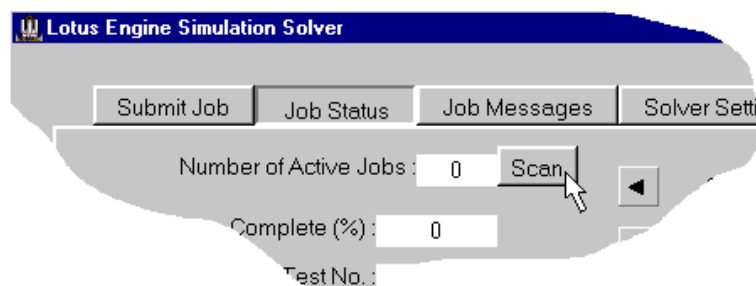 Lotus Engine Simulation Solver
Submit Job Job Status Job Messages Solver
Number of Active Jobs : 0 Scan
Complete (%) : 0
Test No. :